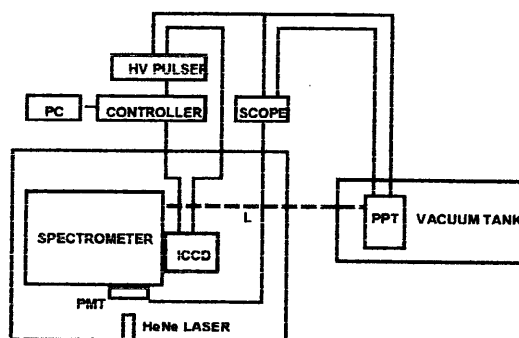 HV PULSER
PC
CONTROLLER
SCOPE
L
PPT
VACUUM TANK
SPECTROMETER
ICCD
PMT
HeNe LASER